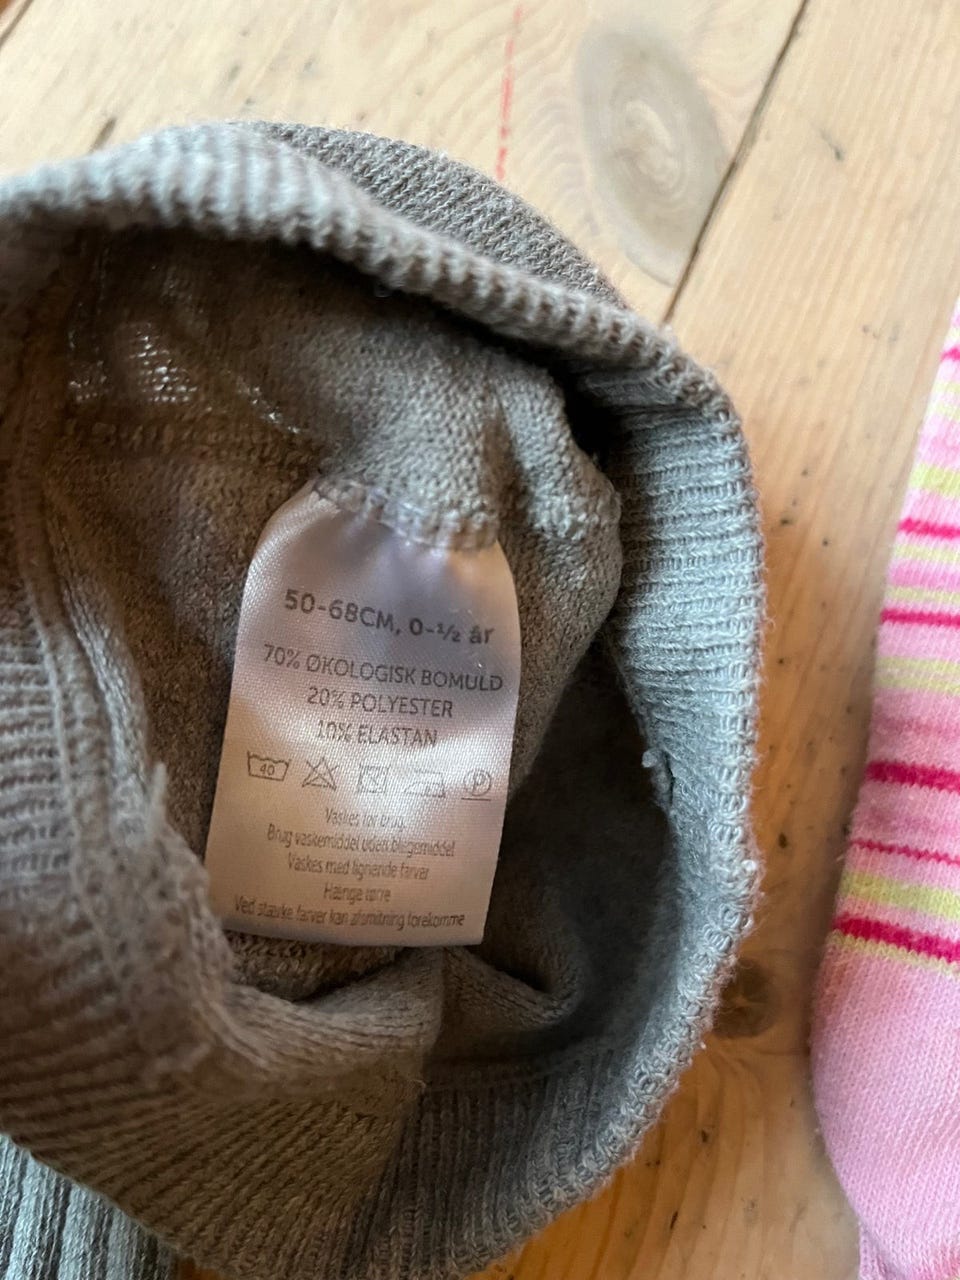 50-68CM, 0-½ år
70% ØKOLOGISK BOMULD
20% POLYESTER
10% ELASTAN
40 P
Vaskes før brug
Brug vaskemiddel uden blegemiddel
Vaskes med lignende farver
Hænge tørre
Ved stærke farver kan afsmitning forekomme